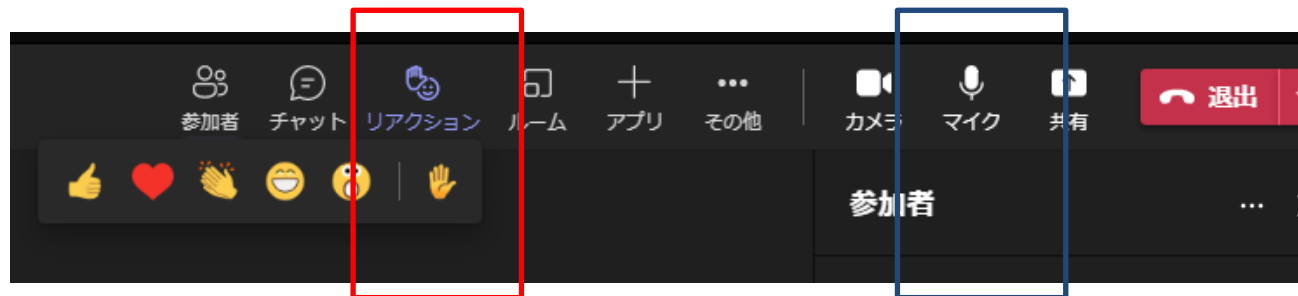 参加者 チャット リアクション ルーム アプリ その他 カメラ マイク 共有 退出
参加者